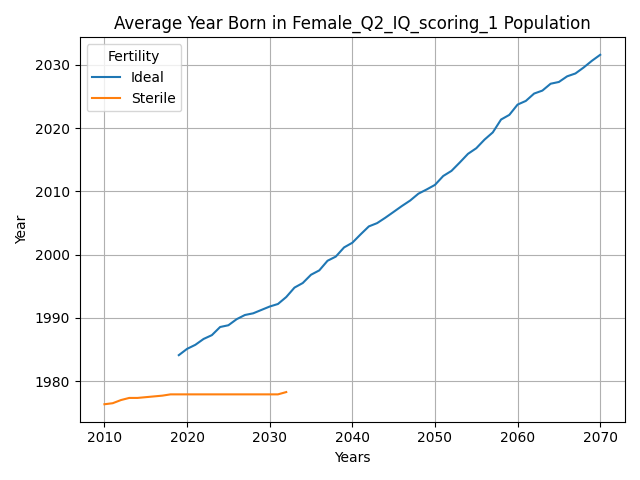 Average Year Born in Female_Q2_IQ_scoring_1 Population
Fertility
Ideal
Sterile
2030
2020
2010
2000
1990
1980
Year
2010 2020 2030 2040 2050 2060 2070
Years